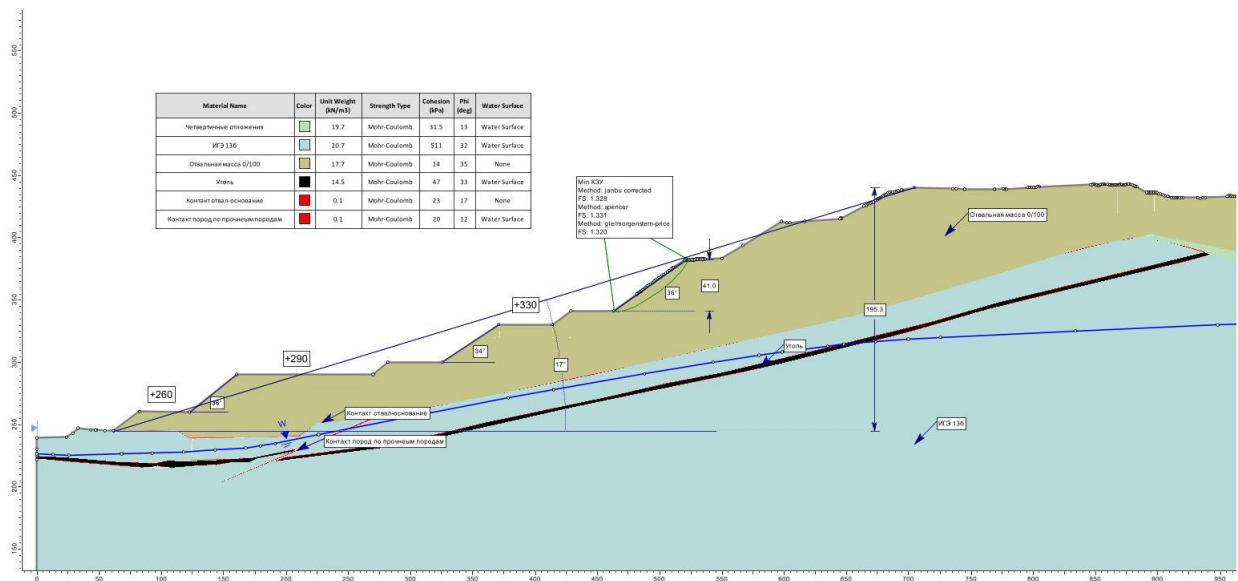 Material Name Color Unit Weight (kN/m3) Strength Type Cohesion (kPa) Phi (deg) Water Surface
Четвертичные отложения 19.7 Mohr-Coulomb 31.5 13 Water Surface
ИГЭ 13б 20.7 Mohr-Coulomb 511 32 Water Surface
Отвальная масса 0/100 17.7 Mohr-Coulomb 14 35 None
Уголь 14.5 Mohr-Coulomb 47 33 Water Surface
Контакт отвал-основание 0.1 Mohr-Coulomb 23 17 None
Контакт пород по прочнеым породам 0.1 Mohr-Coulomb 20 12 Water Surface
Min КЗУ
Method: janbu corrected
FS: 1.328
Method: spencer
FS: 1.331
Method: gle/morgenstern-price
FS: 1.320
Отвальная масса 0/100
36°
41.0
+330
195.3
34°
17°
Уголь
+290
+260
36°
Контакт отвал-основание
W
Контакт пород по прочнеым породам
ИГЭ 13б
550
500
450
400
350
300
250
200
150
0 50 100 150 200 250 300 350 400 450 500 550 600 650 700 750 800 850 900 950